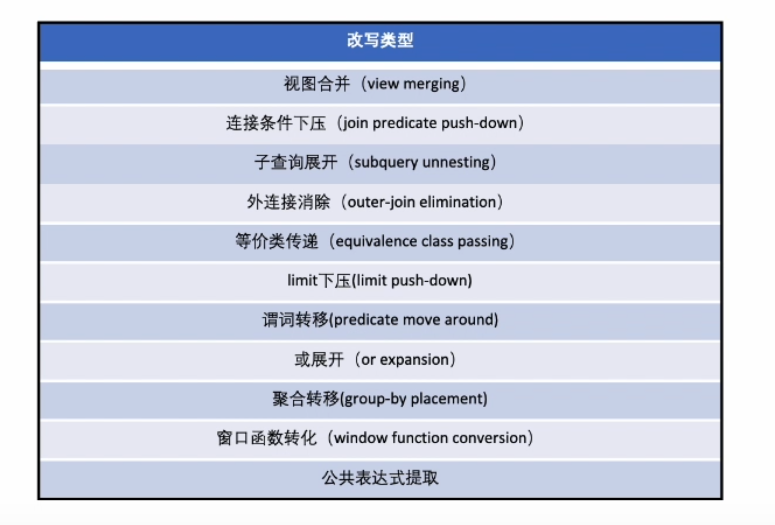 改写类型
视图合并（view merging）
连接条件下压（join predicate push-down）
子查询展开（subquery unnesting）
外连接消除（outer-join elimination）
等价类传递（equivalence class passing）
limit下压(limit push-down)
谓词转移(predicate move around)
或展开（or expansion）
聚合转移(group-by placement)
窗口函数转化（window function conversion）
公共表达式提取